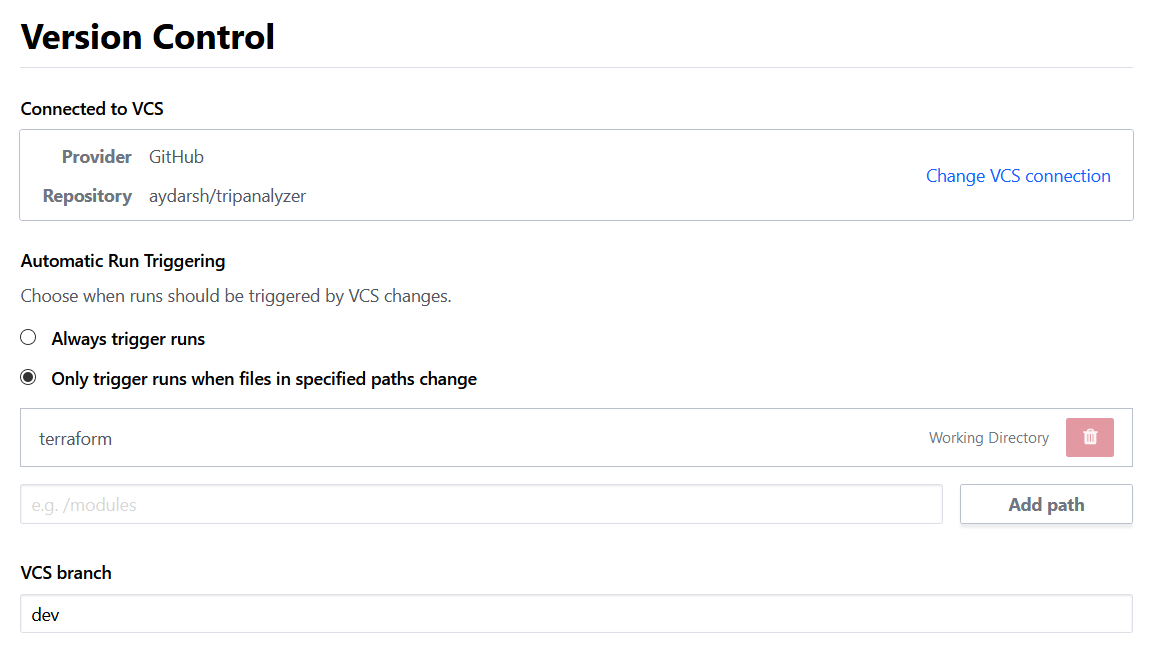 Version Control
Connected to VCS
Provider GitHub
Repository aydarsh/tripanalyzer
Change VCS connection
Automatic Run Triggering
Choose when runs should be triggered by VCS changes.
Always trigger runs
Only trigger runs when files in specified paths change
terraform Working Directory
e.g. /modules Add path
VCS branch
dev